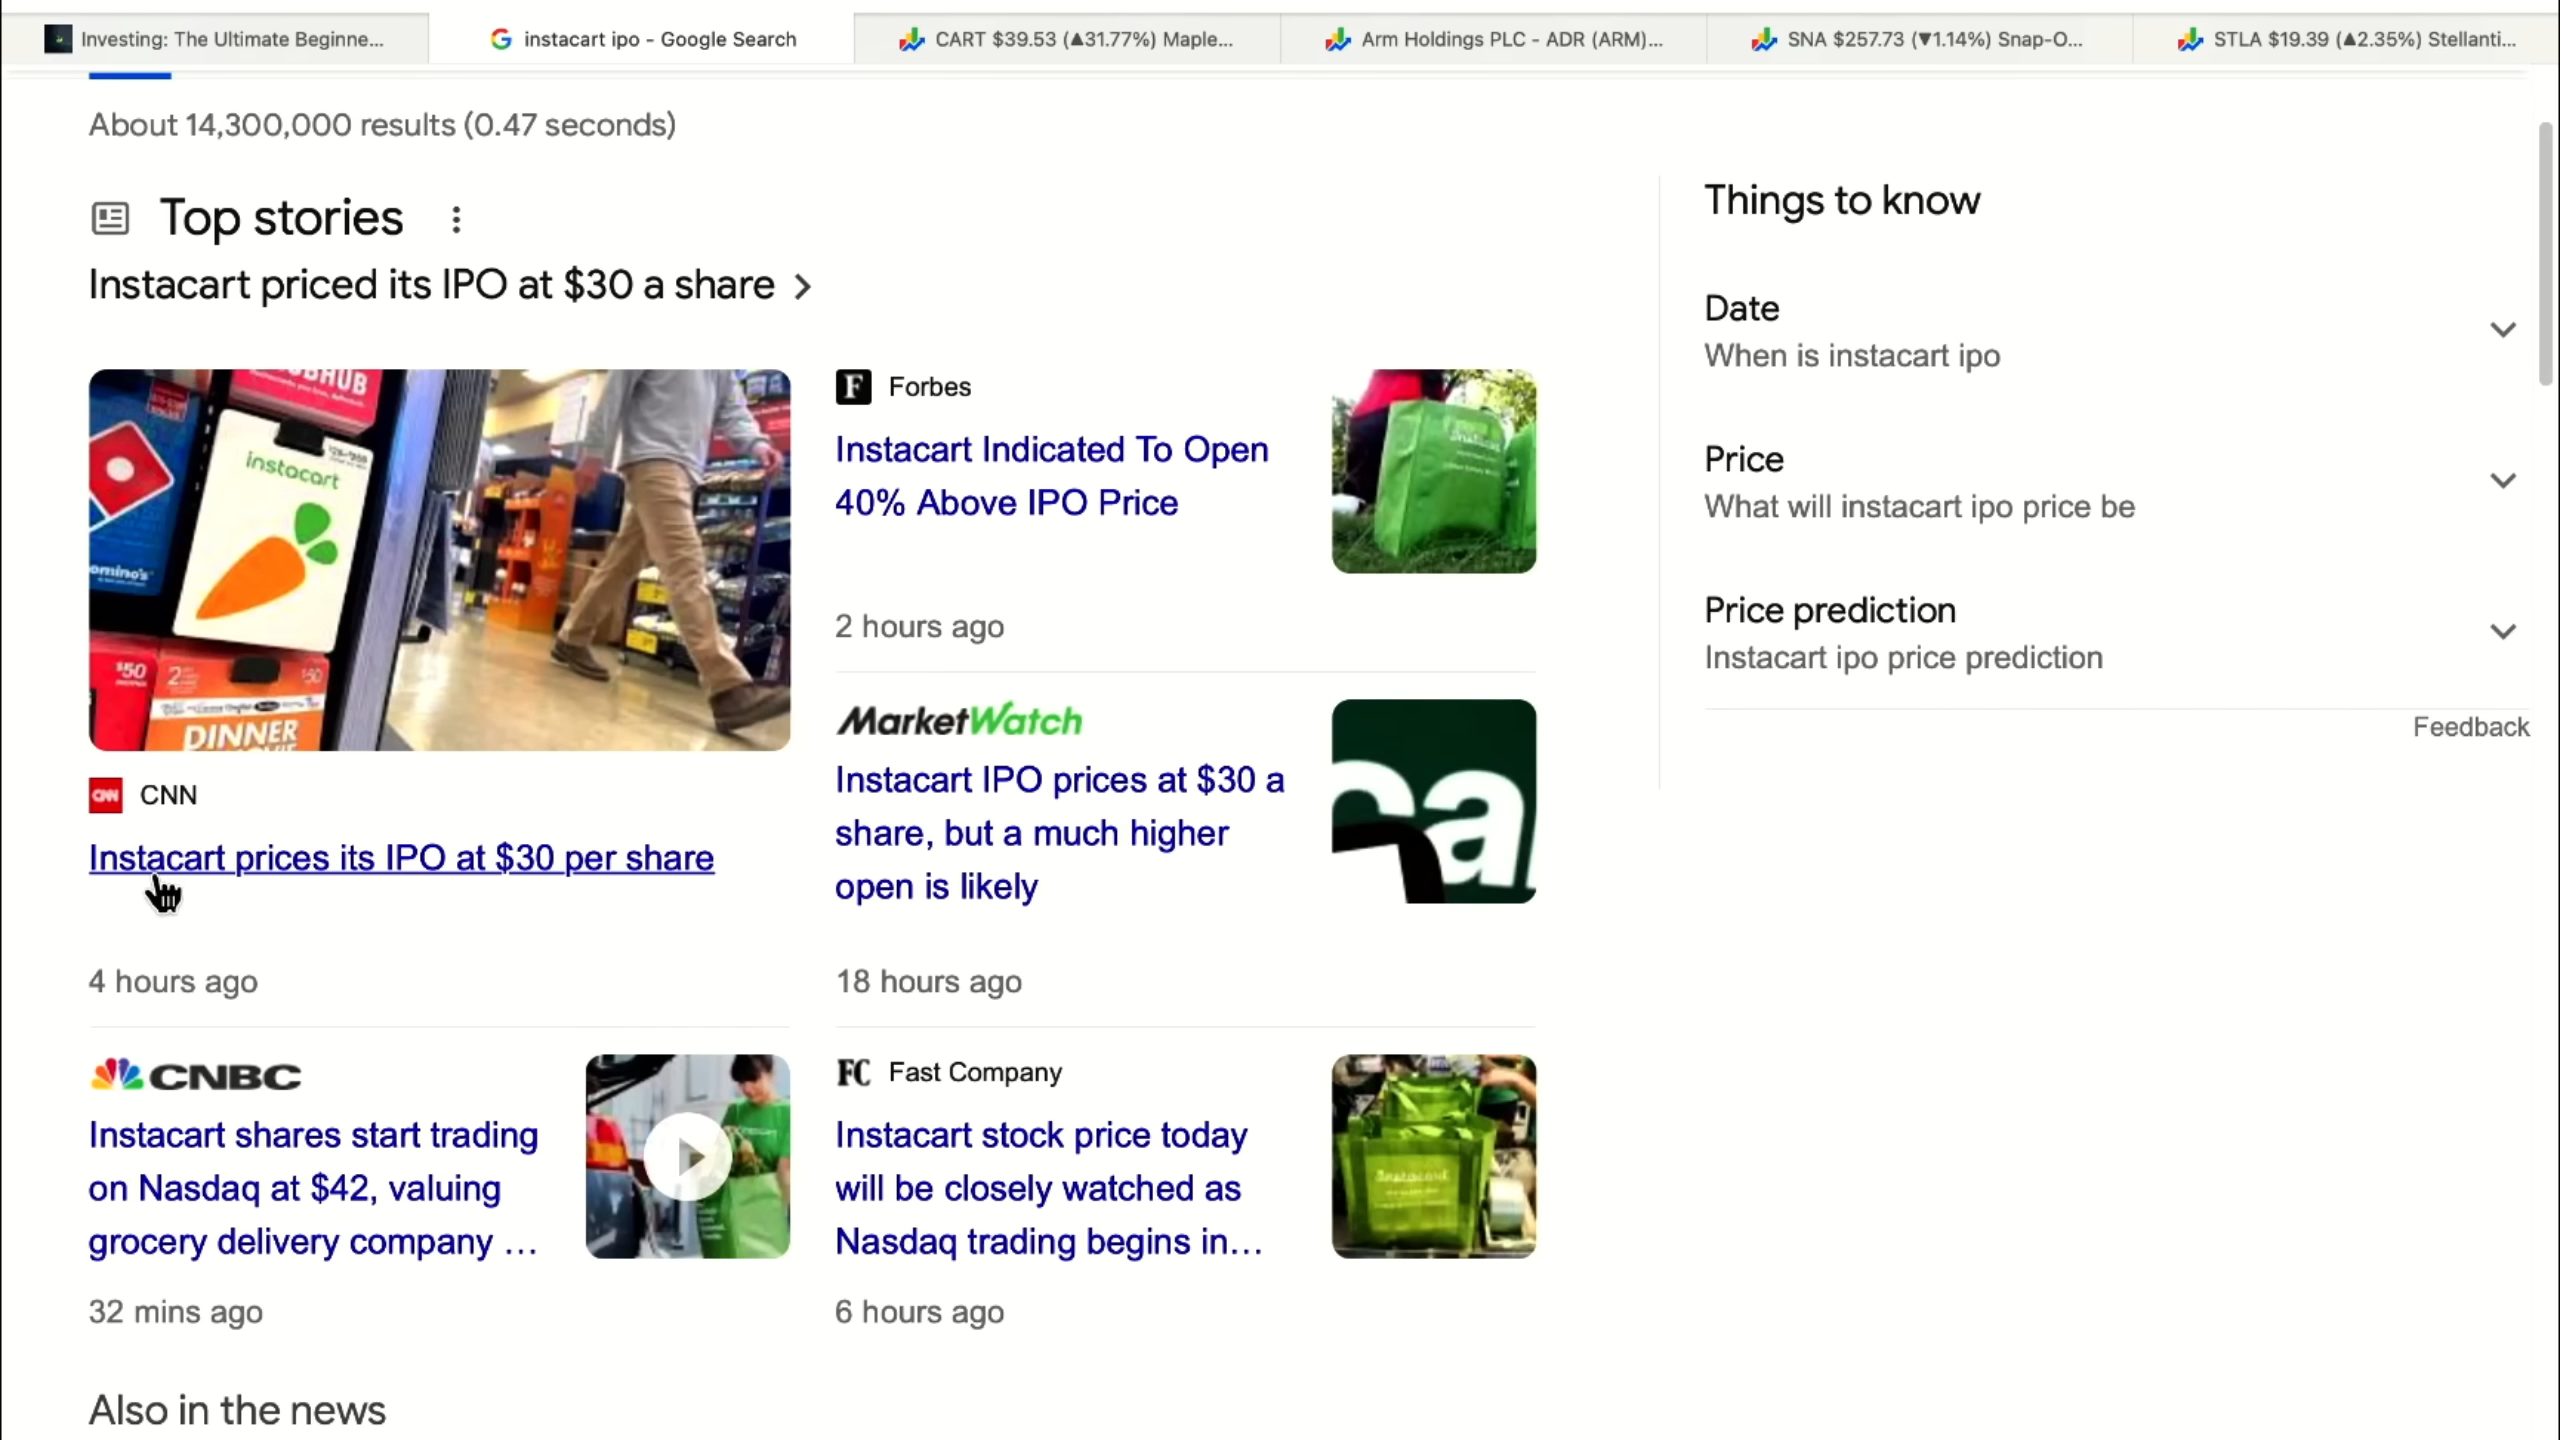 Investing: The Ultimate Beginne...
instacart ipo - Google Search
CART $39.53 (▲31.77%) Maple...
Arm Holdings PLC - ADR (ARM)...
SNA $257.73 (▼1.14%) Snap-O...
STLA $19.39 (▲2.35%) Stellanti...
About 14,300,000 results (0.47 seconds)
Top stories
Instacart priced its IPO at $30 a share
instacart
$50
DINNER
CNN
CNN
Instacart prices its IPO at $30 per share
4 hours ago
F Forbes
Instacart Indicated To Open
40% Above IPO Price
2 hours ago
MarketWatch
Instacart IPO prices at $30 a
share, but a much higher
open is likely
18 hours ago
CNBC
Instacart shares start trading
on Nasdaq at $42, valuing
grocery delivery company ...
32 mins ago
FC Fast Company
Instacart stock price today
will be closely watched as
Nasdaq trading begins in...
6 hours ago
Things to know
Date
When is instacart ipo
Price
What will instacart ipo price be
Price prediction
Instacart ipo price prediction
Feedback
Also in the news